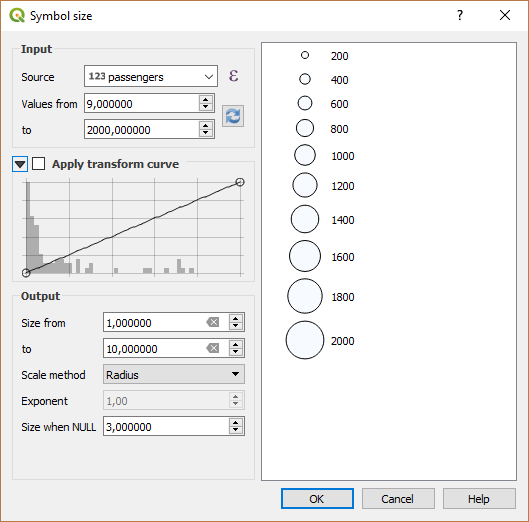 Symbol size
?
Input
Source 123 passengers ε
Values from 9,000000
to 2000,000000
Apply transform curve
Output
Size from 1,000000
to 10,000000
Scale method Radius
Exponent 1,00
Size when NULL 3,000000
200
400
600
800
1000
1200
1400
1600
1800
2000
OK Cancel Help